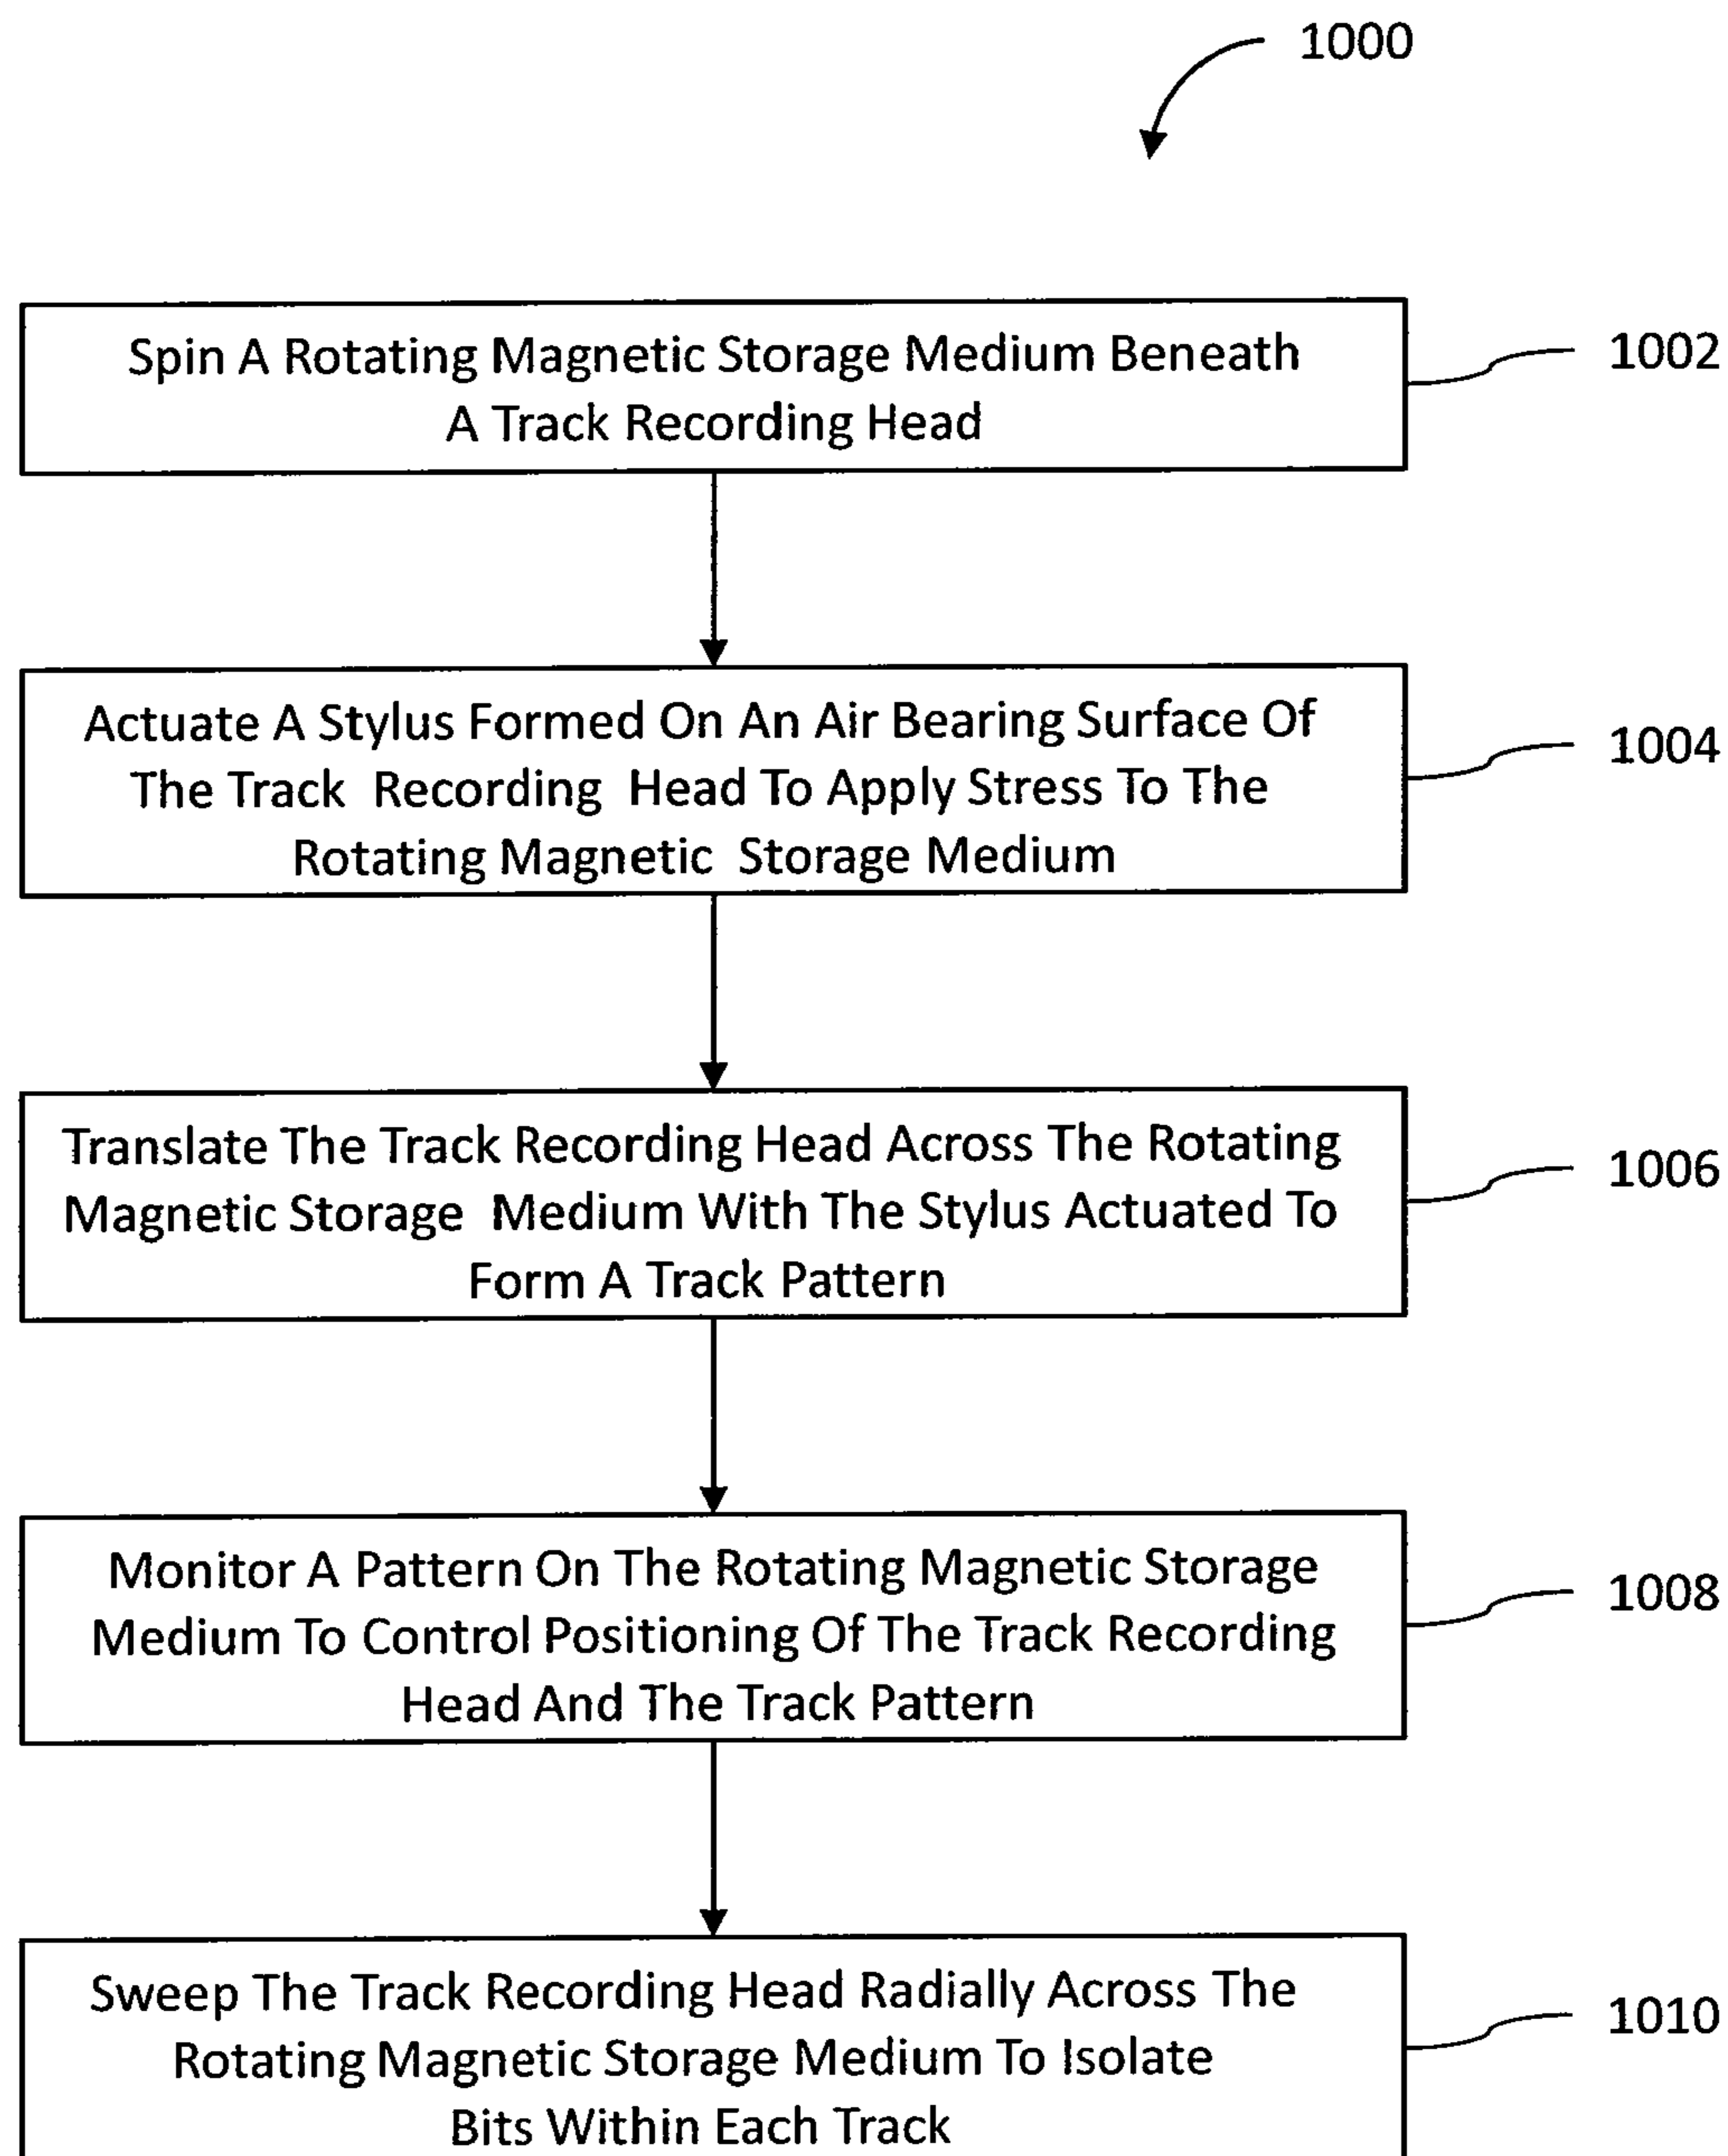 1000
Spin A Rotating Magnetic Storage Medium Beneath
A Track Recording Head
1002
Actuate A Stylus Formed On An Air Bearing Surface Of
The Track Recording Head To Apply Stress To The
Rotating Magnetic Storage Medium
1004
Translate The Track Recording Head Across The Rotating
Magnetic Storage Medium With The Stylus Actuated To
Form A Track Pattern
1006
Monitor A Pattern On The Rotating Magnetic Storage
Medium To Control Positioning Of The Track Recording
Head And The Track Pattern
1008
Sweep The Track Recording Head Radially Across The
Rotating Magnetic Storage Medium To Isolate
Bits Within Each Track
1010